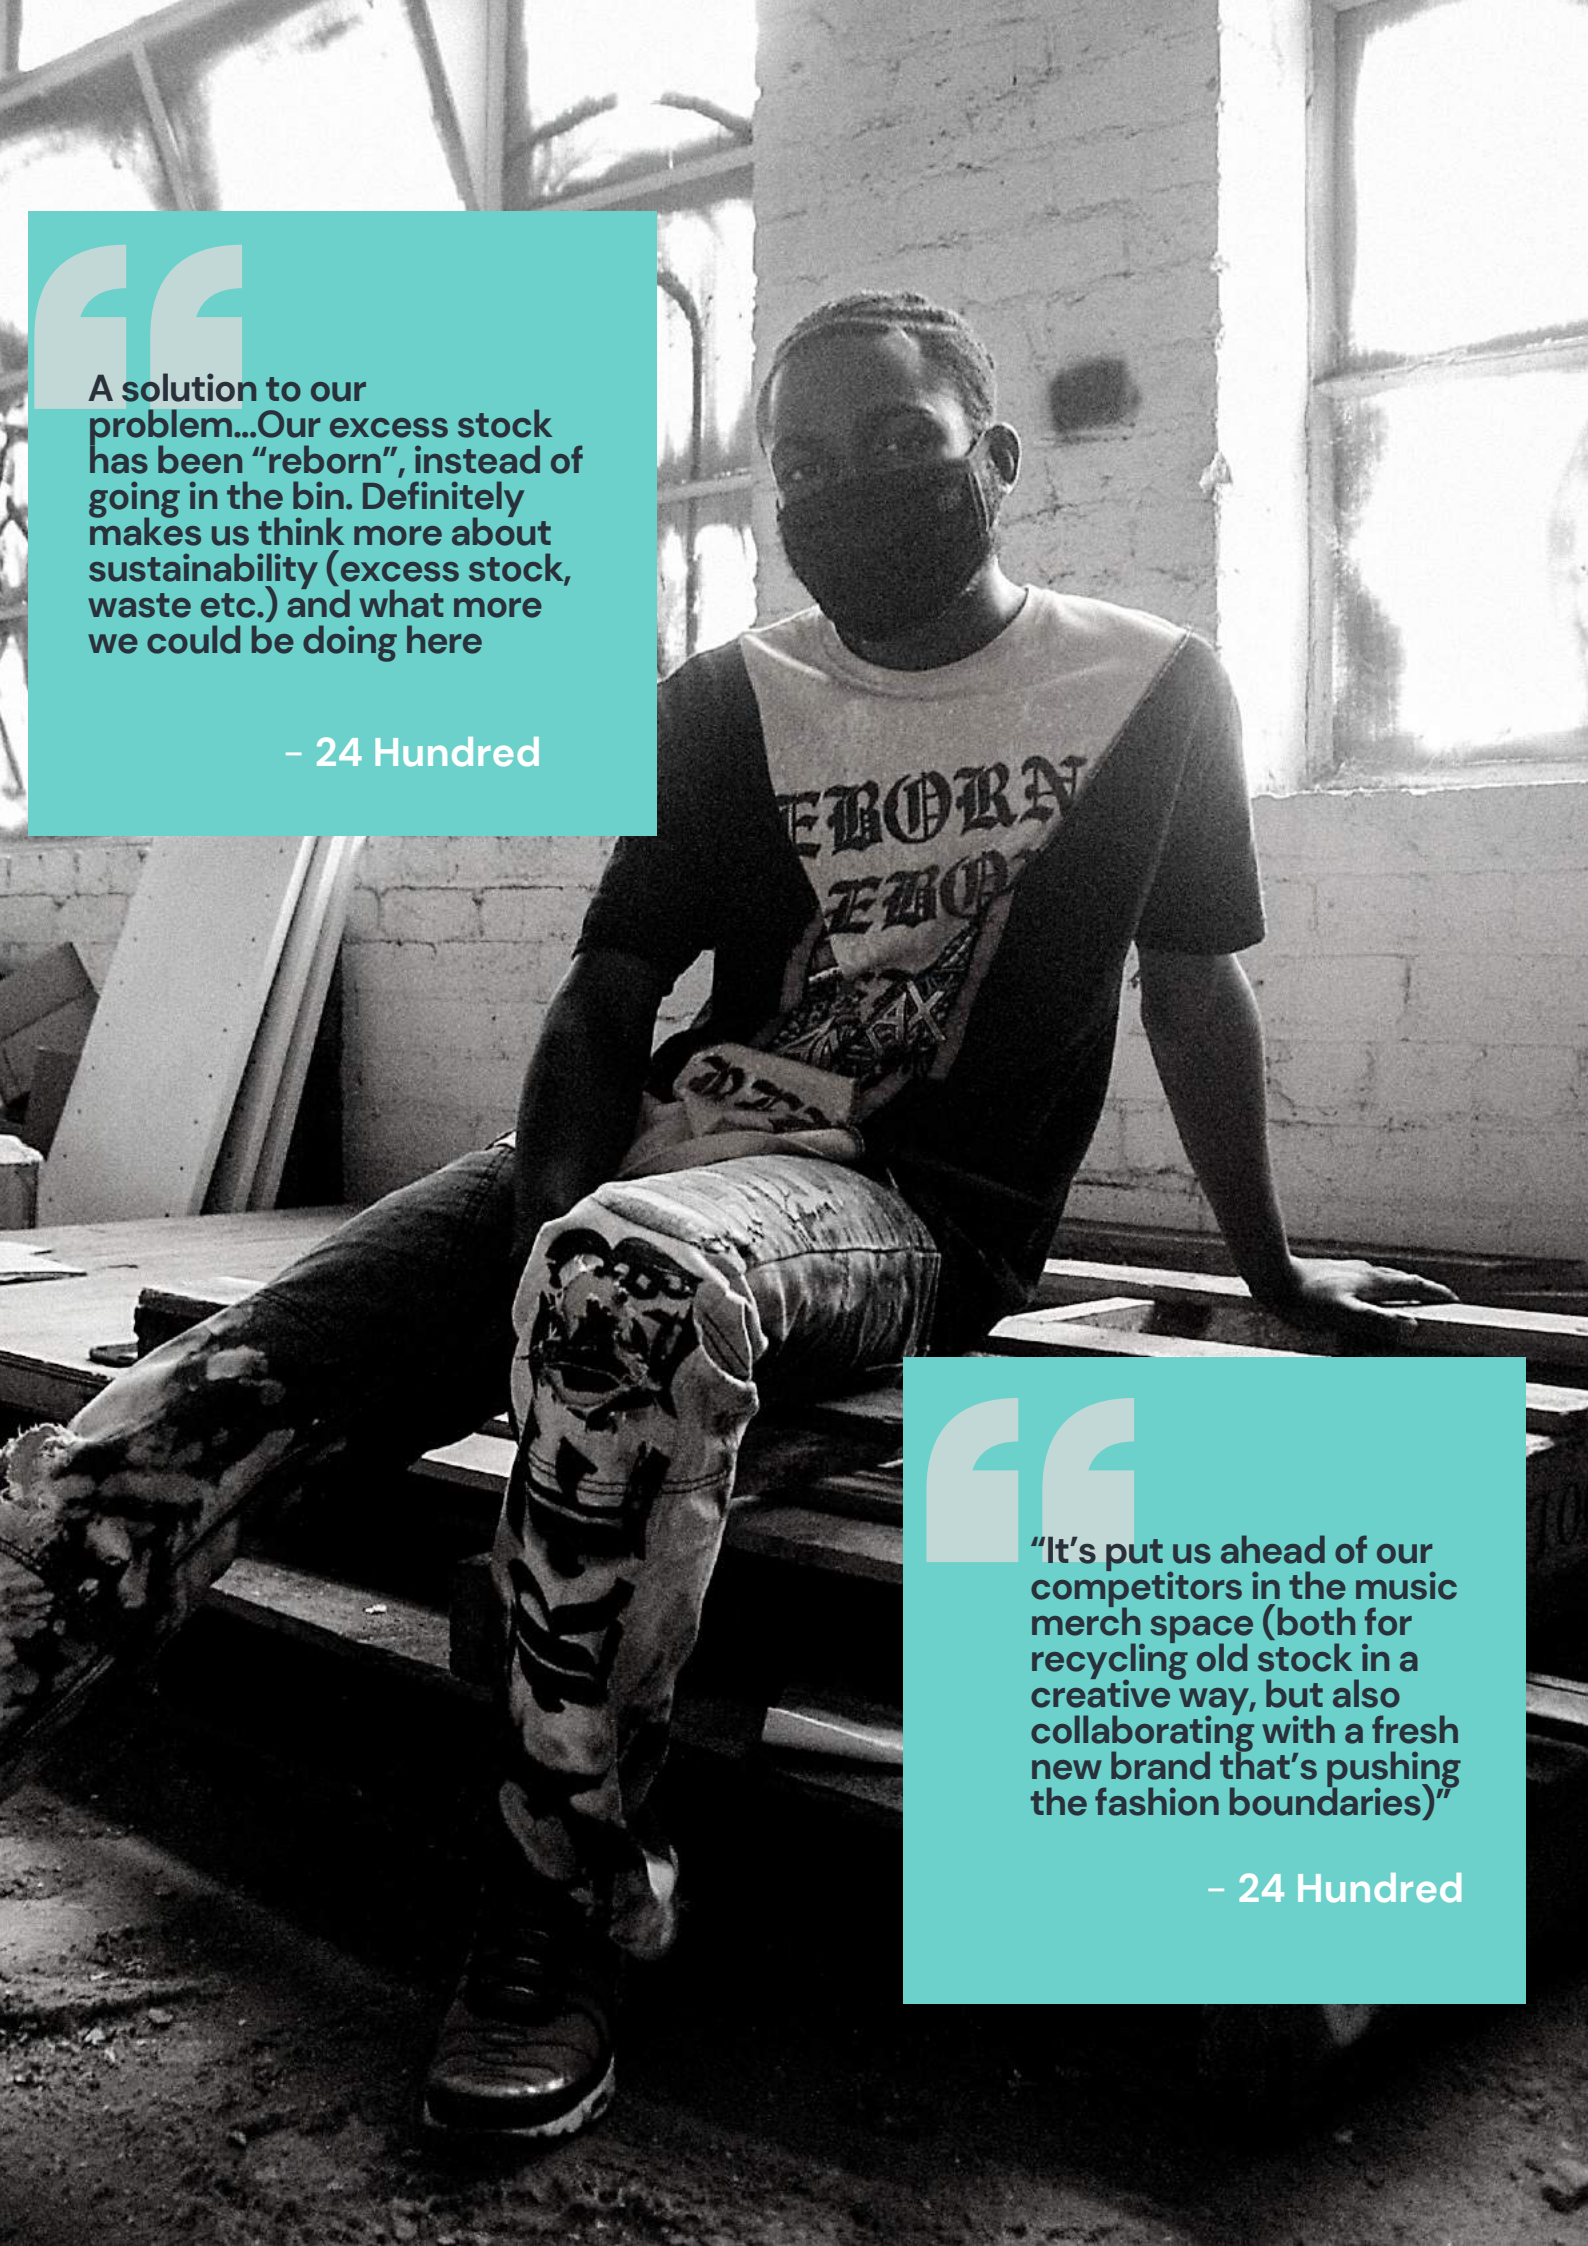 A solution to our
problem...Our excess stock
has been “reborn”, instead of
going in the bin. Definitely
makes us think more about
sustainability (excess stock,
waste etc.) and what more
we could be doing here
– 24 Hundred
EBORN
EBO
AX
“It’s put us ahead of our
competitors in the music
merch space (both for
recycling old stock in a
creative way, but also
collaborating with a fresh
new brand that’s pushing
the fashion boundaries)”
– 24 Hundred